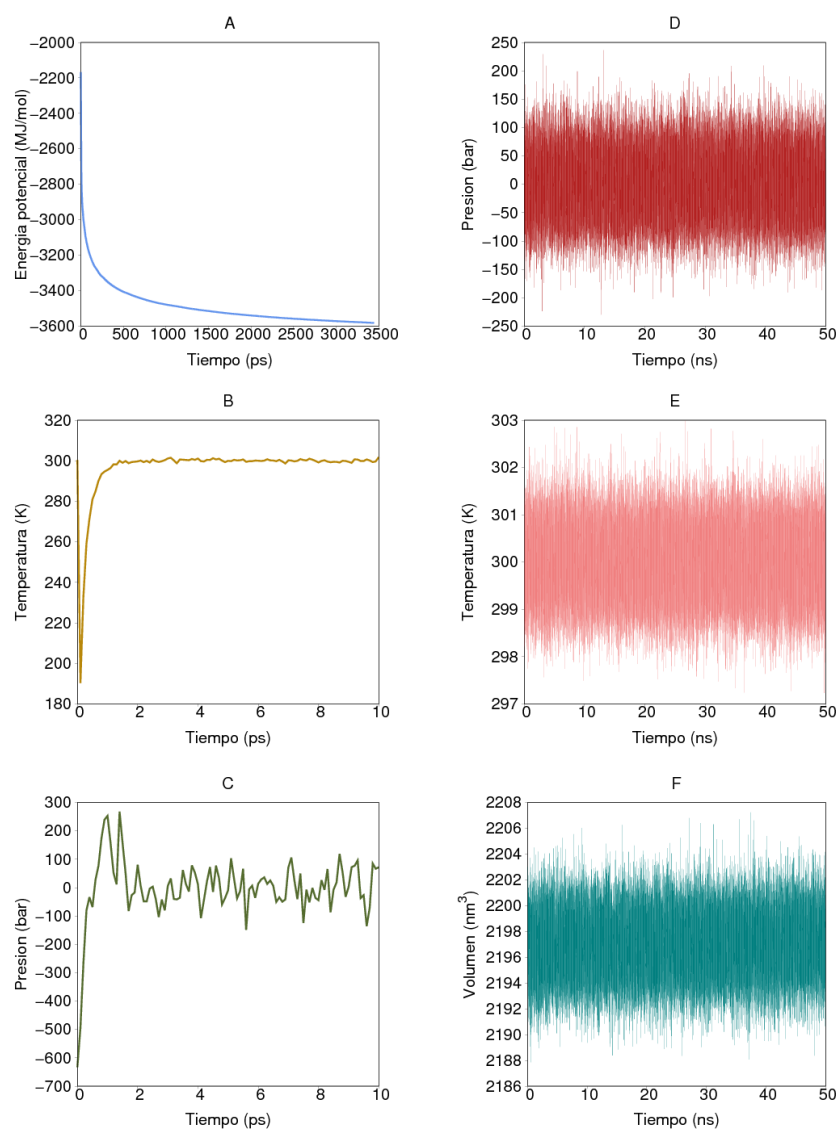 A
−2000
−2200
−2400
−2600
−2800
−3000
−3200
−3400
−3600
0 500 1000 1500 2000 2500 3000 3500
Energia potencial (MJ/mol)
Tiempo (ps)
D
250
200
150
100
50
0
−50
−100
−150
−200
−250
0 10 20 30 40 50
Presion (bar)
Tiempo (ns)
B
320
300
280
260
240
220
200
180
0 2 4 6 8 10
Temperatura (K)
Tiempo (ps)
E
303
302
301
300
299
298
297
0 10 20 30 40 50
Temperatura (K)
Tiempo (ns)
C
300
200
100
0
−100
−200
−300
−400
−500
−600
−700
0 2 4 6 8 10
Presion (bar)
Tiempo (ps)
F
2208
2206
2204
2202
2200
2198
2196
2194
2192
2190
2188
2186
0 10 20 30 40 50
Volumen (nm³)
Tiempo (ns)